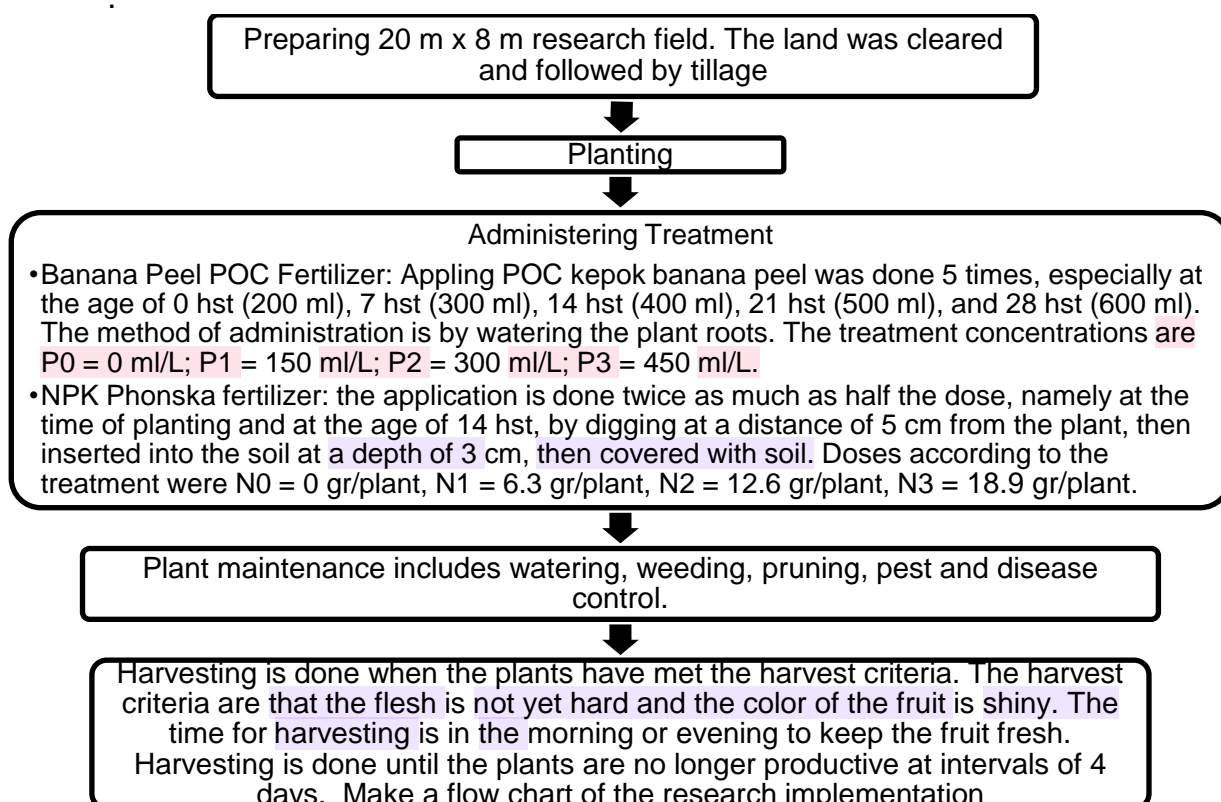 .
Preparing 20 m x 8 m research field. The land was cleared
and followed by tillage
Planting
Administering Treatment
•Banana Peel POC Fertilizer: Appling POC kepok banana peel was done 5 times, especially at
the age of 0 hst (200 ml), 7 hst (300 ml), 14 hst (400 ml), 21 hst (500 ml), and 28 hst (600 ml).
The method of administration is by watering the plant roots. The treatment concentrations are
P0 = 0 ml/L; P1 = 150 ml/L; P2 = 300 ml/L; P3 = 450 ml/L.
•NPK Phonska fertilizer: the application is done twice as much as half the dose, namely at the
time of planting and at the age of 14 hst, by digging at a distance of 5 cm from the plant, then
inserted into the soil at a depth of 3 cm, then covered with soil. Doses according to the
treatment were N0 = 0 gr/plant, N1 = 6.3 gr/plant, N2 = 12.6 gr/plant, N3 = 18.9 gr/plant.
Plant maintenance includes watering, weeding, pruning, pest and disease
control.
Harvesting is done when the plants have met the harvest criteria. The harvest
criteria are that the flesh is not yet hard and the color of the fruit is shiny. The
time for harvesting is in the morning or evening to keep the fruit fresh.
Harvesting is done until the plants are no longer productive at intervals of 4
days. Make a flow chart of the research implementation